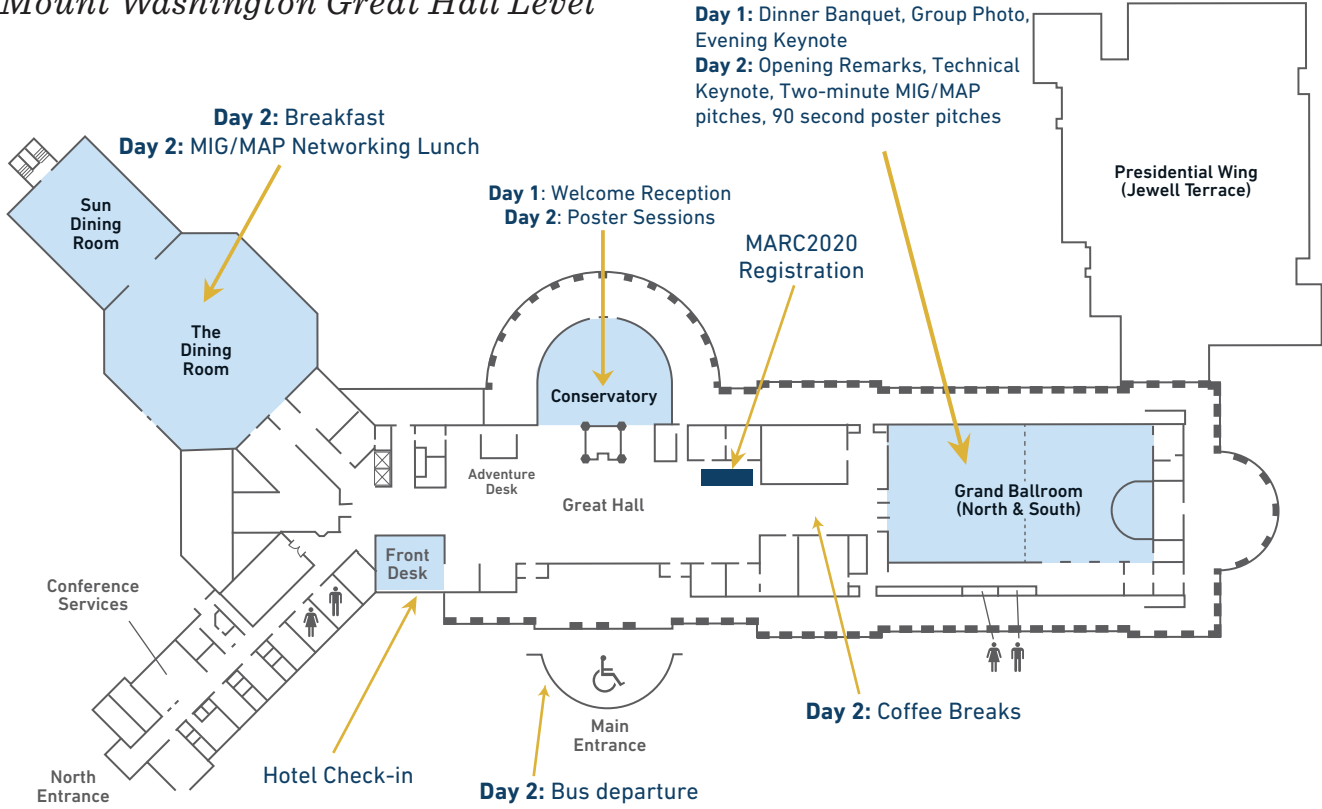 Mount Washington Great Hall Level
Day 1: Dinner Banquet, Group Photo,
Evening Keynote
Day 2: Opening Remarks, Technical
Keynote, Two-minute MIG/MAP
pitches, 90 second poster pitches
Day 2: Breakfast
Day 2: MIG/MAP Networking Lunch
Presidential Wing
(Jewell Terrace)
Day 1: Welcome Reception
Day 2: Poster Sessions
Sun
Dining
Room
MARC2020
Registration
The
Dining
Room
Conservatory
Adventure
Desk
Great Hall
Grand Ballroom
(North & South)
Front
Desk
Conference
Services
Day 2: Coffee Breaks
Main
Entrance
Hotel Check-in
North
Entrance
Day 2: Bus departure